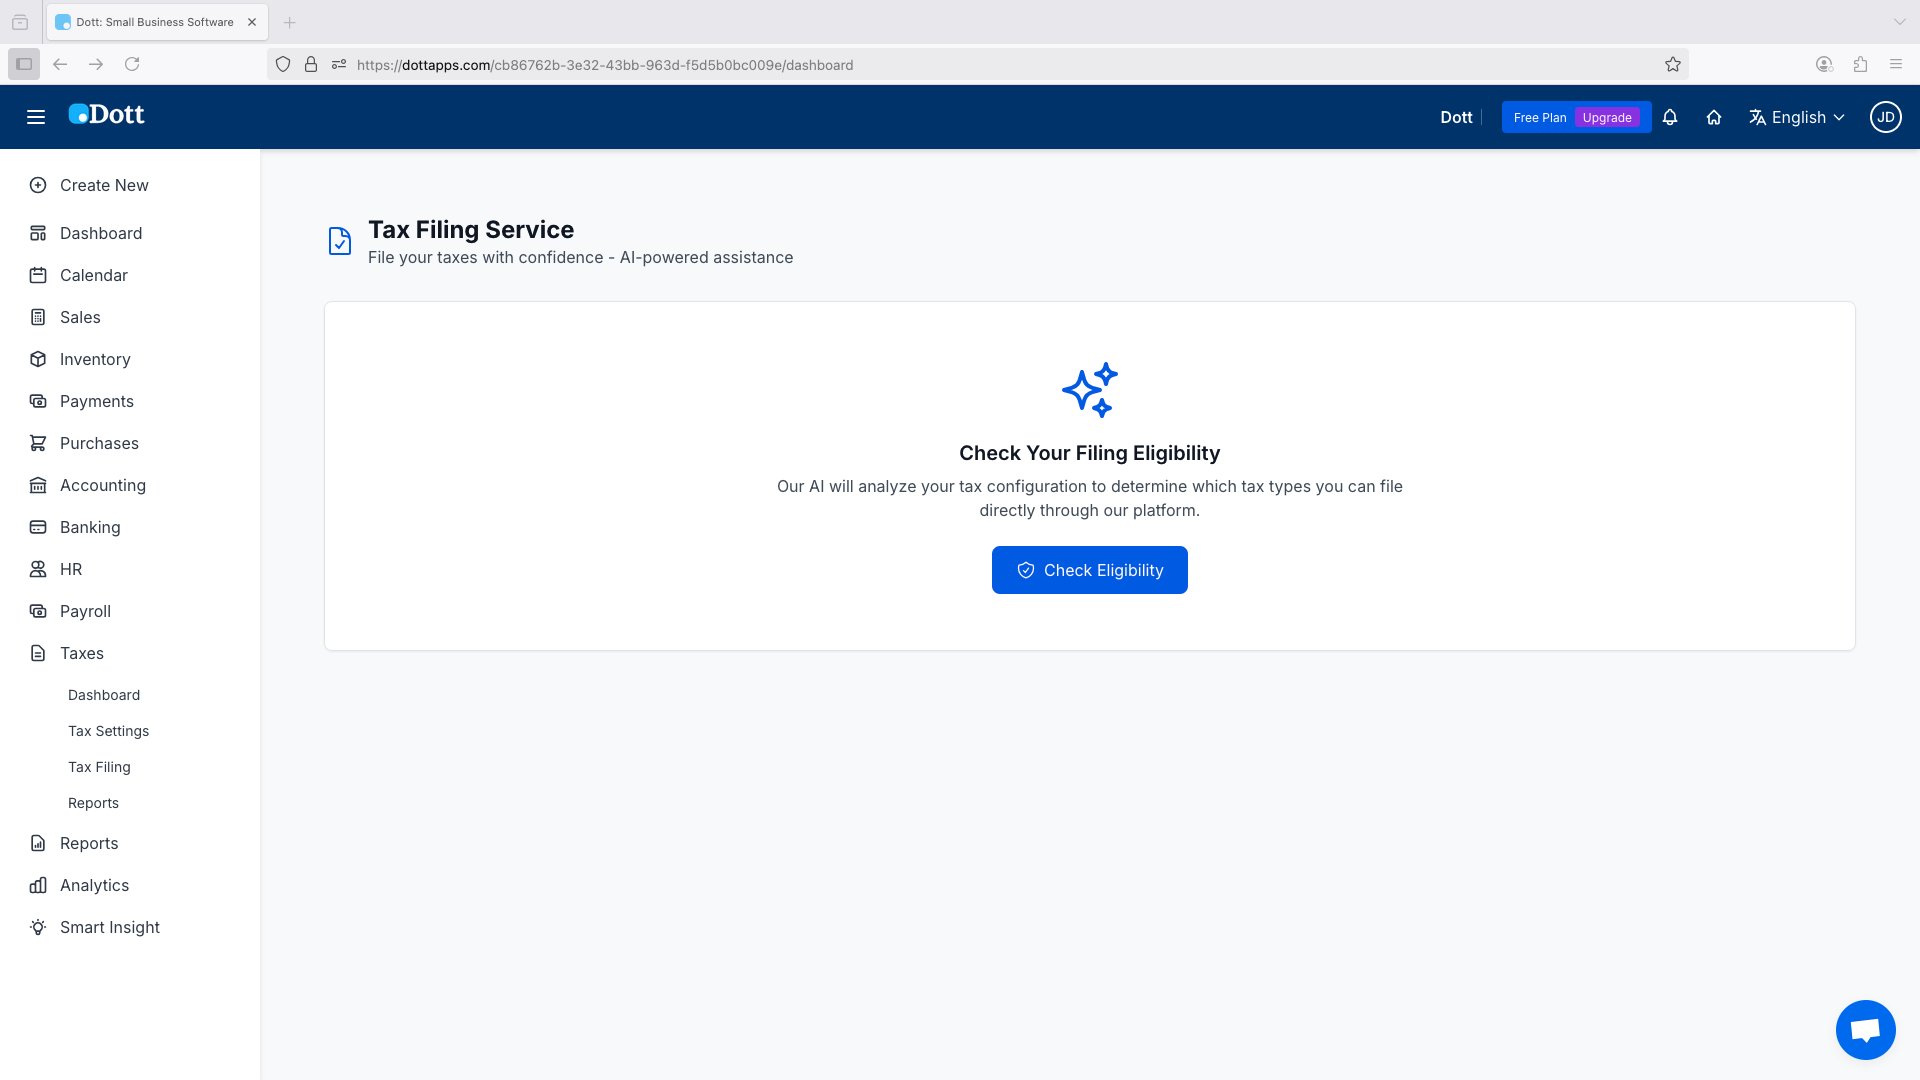 Dott: Small Business Software
https://dottapps.com/cb86762b-3e32-43bb-963d-f5d5b0bc009e/dashboard
Dott
Dott
Free Plan
Upgrade
English
JD
Create New
Dashboard
Calendar
Sales
Inventory
Payments
Purchases
Accounting
Banking
HR
Payroll
Taxes
Dashboard
Tax Settings
Tax Filing
Reports
Reports
Analytics
Smart Insight
Tax Filing Service
File your taxes with confidence - AI-powered assistance
Check Your Filing Eligibility
Our AI will analyze your tax configuration to determine which tax types you can file
directly through our platform.
Check Eligibility